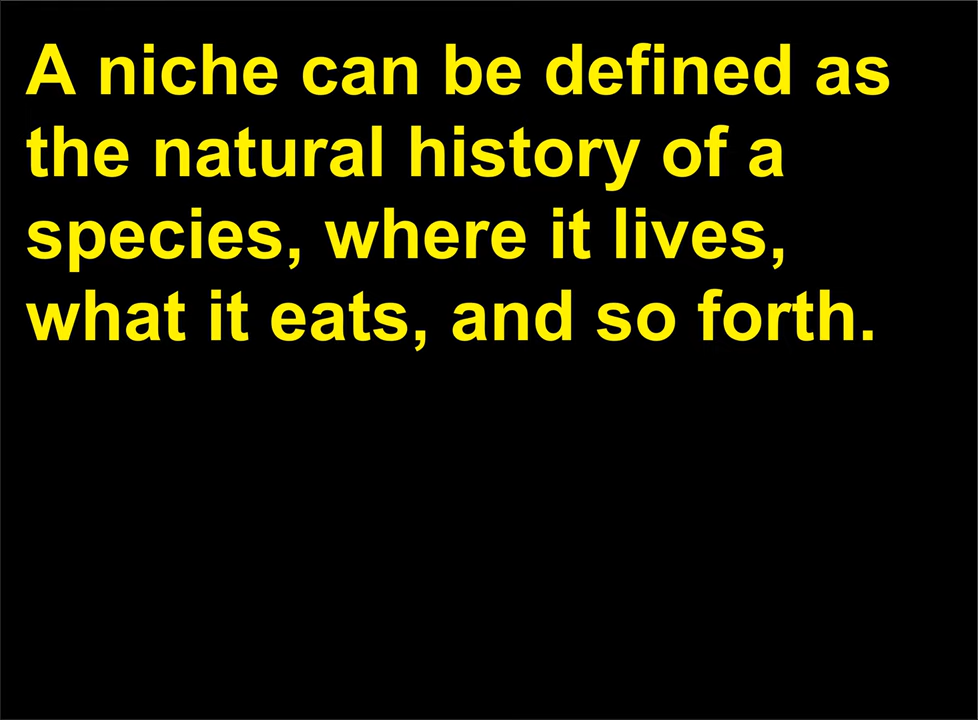 A niche can be defined as
the natural history of a
species, where it lives,
what it eats, and so forth.